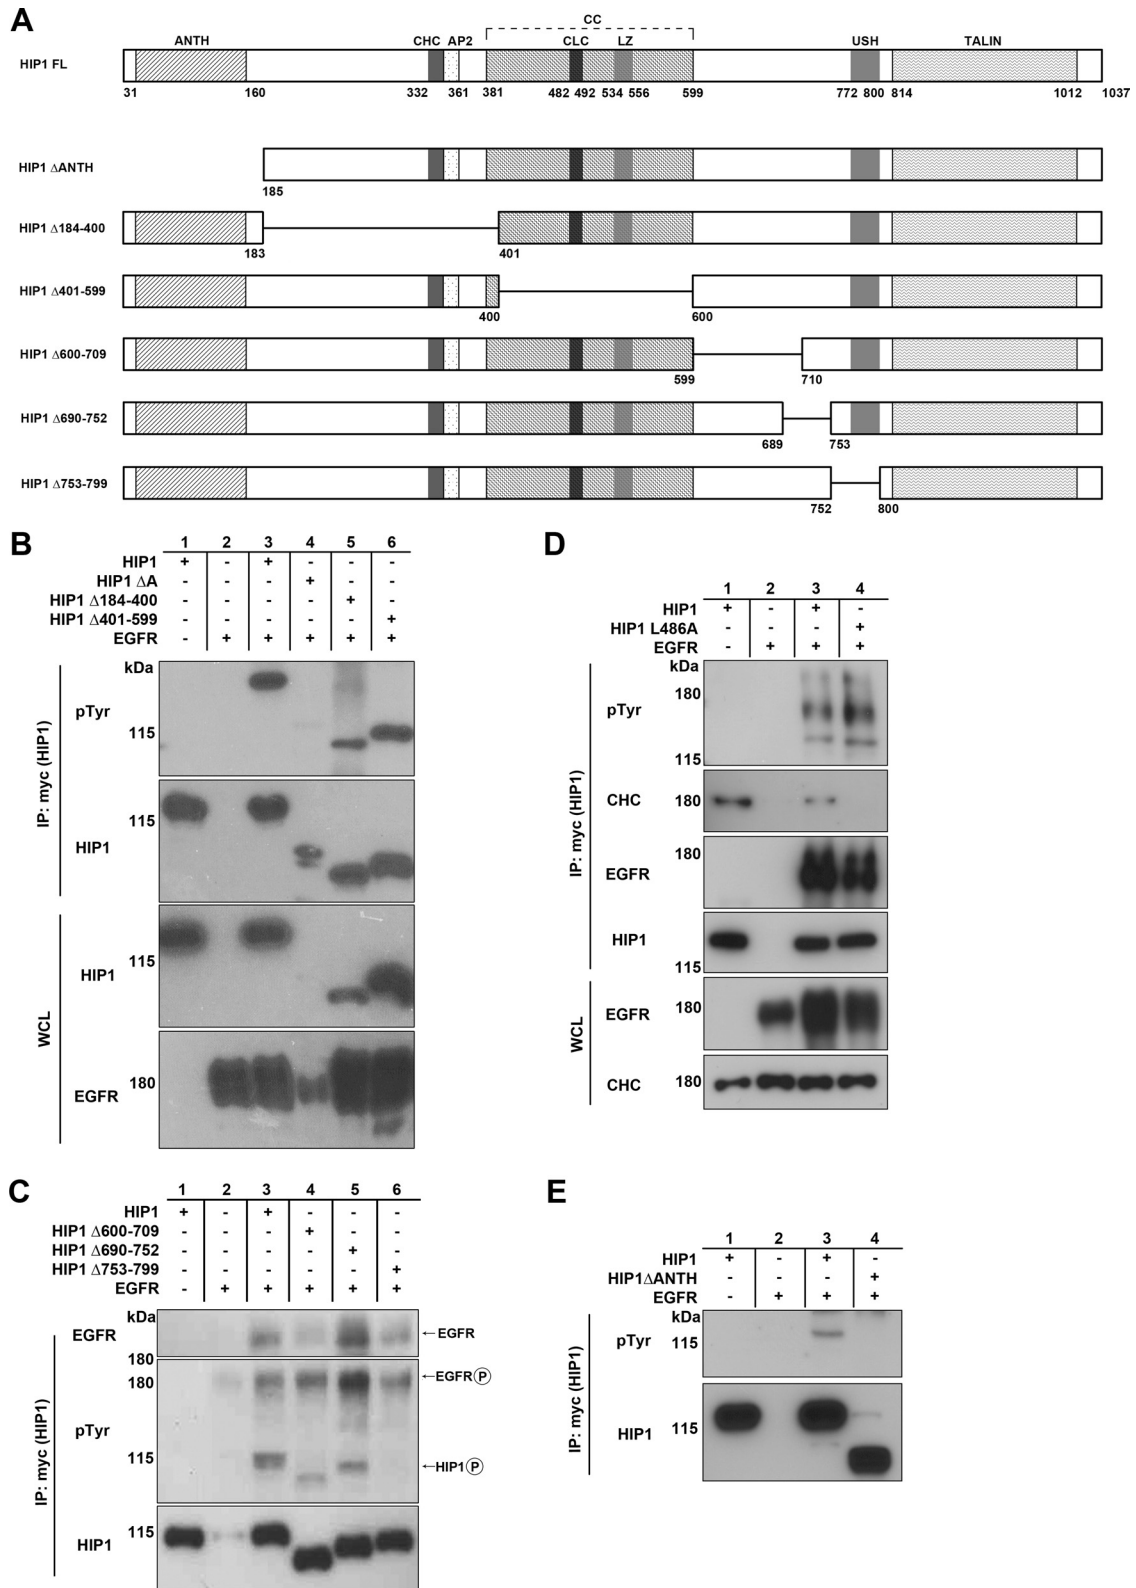 A
CC
ANTH CHC AP2 CLC LZ USH TALIN
HIP1 FL
31 160 332 361 381 482 492 534 556 599 772 800 814 1012 1037
HIP1 ΔANTH
185
HIP1 Δ184-400
183 401
HIP1 Δ401-599
400 600
HIP1 Δ600-709
599 710
HIP1 Δ690-752
689 753
HIP1 Δ753-799
752 800
B
1 2 3 4 5 6
HIP1 + - + - - -
HIP1 ΔA - - - + - -
HIP1 Δ184-400 - - - - + -
HIP1 Δ401-599 - - - - - +
EGFR - + + + + +
kDa
IP: myc (HIP1)
pTyr
115
115
HIP1
WCL
115
HIP1
180
EGFR
C
1 2 3 4 5 6
HIP1 + - + - - -
HIP1 Δ600-709 - - - + - -
HIP1 Δ690-752 - - - - + -
HIP1 Δ753-799 - - - - - +
EGFR - + + + + +
kDa
IP: myc (HIP1)
EGFR
←EGFR
180
180
←EGFR P
pTyr
115
←HIP1 P
115
HIP1
D
1 2 3 4
HIP1 + - + -
HIP1 L486A - - - +
EGFR - + + +
kDa
IP: myc (HIP1)
180
pTyr
115
CHC 180
180
EGFR
HIP1
115
WCL
EGFR 180
CHC 180
E
1 2 3 4
HIP1 + - + -
HIP1ΔANTH - - - +
EGFR - + + +
kDa
IP: myc (HIP1)
pTyr 115
HIP1 115